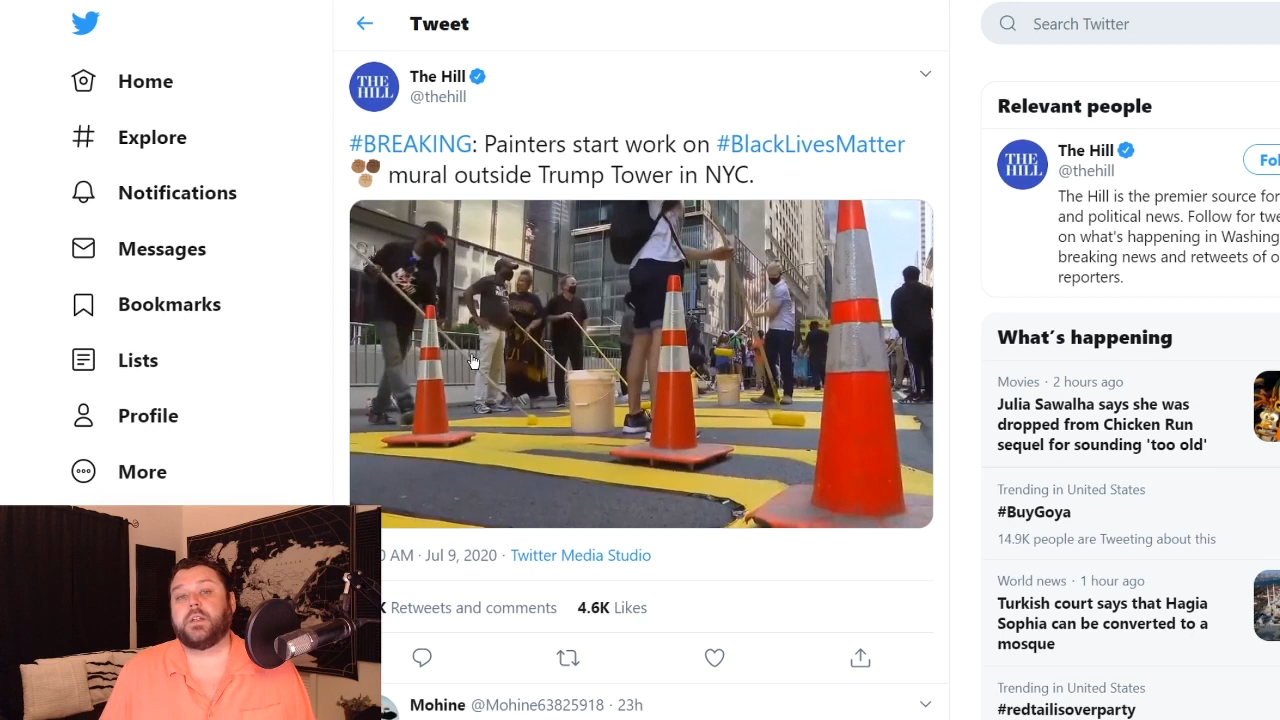 Home
Explore
Notifications
Messages
Bookmarks
Lists
Profile
More
Tweet
THE
HILL
The Hill
@thehill
#BREAKING: Painters start work on #BlackLivesMatter
mural outside Trump Tower in NYC.
AM · Jul 9, 2020 · Twitter Media Studio
Retweets and comments 4.6K Likes
Mohine @Mohine63825918 · 23h
Search Twitter
Relevant people
THE
HILL
The Hill
@thehill
Fol
The Hill is the premier source for
and political news. Follow for twe
on what's happening in Washing
breaking news and retweets of o
reporters.
What's happening
Movies · 2 hours ago
Julia Sawalha says she was
dropped from Chicken Run
sequel for sounding 'too old'
Trending in United States
#BuyGoya
14.9K people are Tweeting about this
World news · 1 hour ago
Turkish court says that Hagia
Sophia can be converted to a
mosque
Trending in United States
#redtailisoverparty